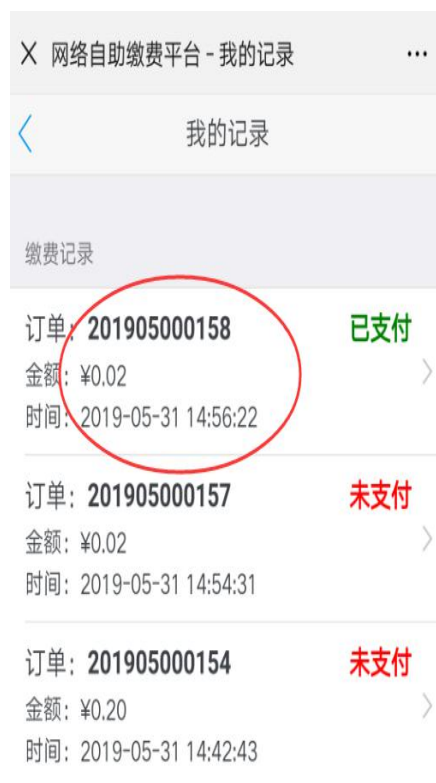 X 网络自助缴费平台 - 我的记录 ...
我的记录
缴费记录
订单: 201905000158 已支付
金额: ¥0.02
时间: 2019-05-31 14:56:22
订单: 201905000157 未支付
金额: ¥0.02
时间: 2019-05-31 14:54:31
订单: 201905000154 未支付
金额: ¥0.20
时间: 2019-05-31 14:42:43